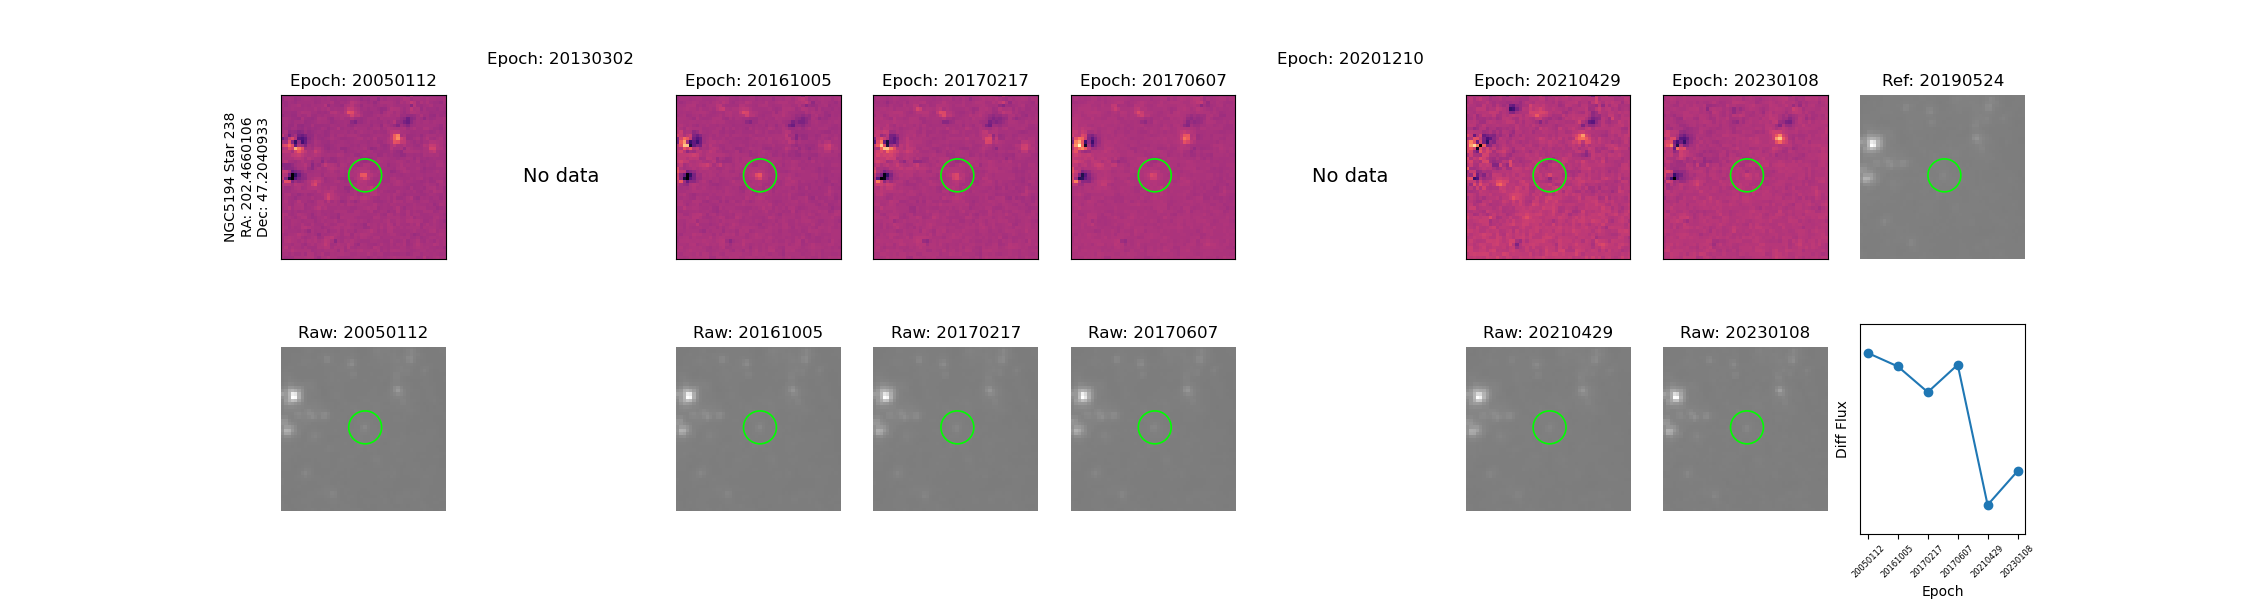 Epoch: 20130302
Epoch: 20201210
Epoch: 20050112
Epoch: 20161005
Epoch: 20170217
Epoch: 20170607
Epoch: 20210429
Epoch: 20230108
Ref: 20190524
NGC5194 Star 238
RA: 202.4660106
Dec: 47.2040933
No data
No data
Raw: 20050112
Raw: 20161005
Raw: 20170217
Raw: 20170607
Raw: 20210429
Raw: 20230108
Diff Flux
20050112
20161005
20170217
20170607
20210429
20230108
Epoch